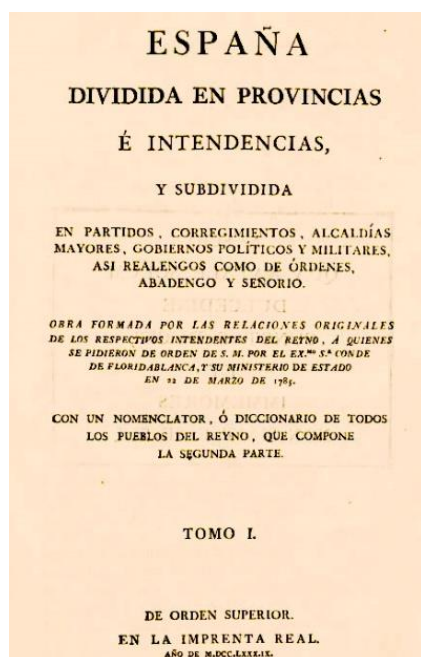 ESPAÑA
DIVIDIDA EN PROVINCIAS
É INTENDENCIAS,
Y SUBDIVIDIDA
EN PARTIDOS, CORREGIMIENTOS, ALCALDÍAS
MAYORES, GOBIERNOS POLÍTICOS Y MILITARES,
ASI REALENGOS COMO DE ÓRDENES,
ABADENGO Y SEÑORIO.
OBRA FORMADA POR LAS RELACIONES ORIGINALES
DE LOS RESPECTIVOS INTENDENTES DEL REYNO, Á QUIENES
SE PIDIERON DE ORDEN DE S. M. POR EL EX.MO S.R CONDE
DE FLORIDABLANCA, Y SU MINISTERIO DE ESTADO
EN 22 DE MARZO DE 1785.
CON UN NOMENCLATOR, Ó DICCIONARIO DE TODOS
LOS PUEBLOS DEL REYNO, QUE COMPONE
LA SEGUNDA PARTE.
TOMO I.
DE ORDEN SUPERIOR.
EN LA IMPRENTA REAL.
AÑO DE M.DCC.LXXX.IX.